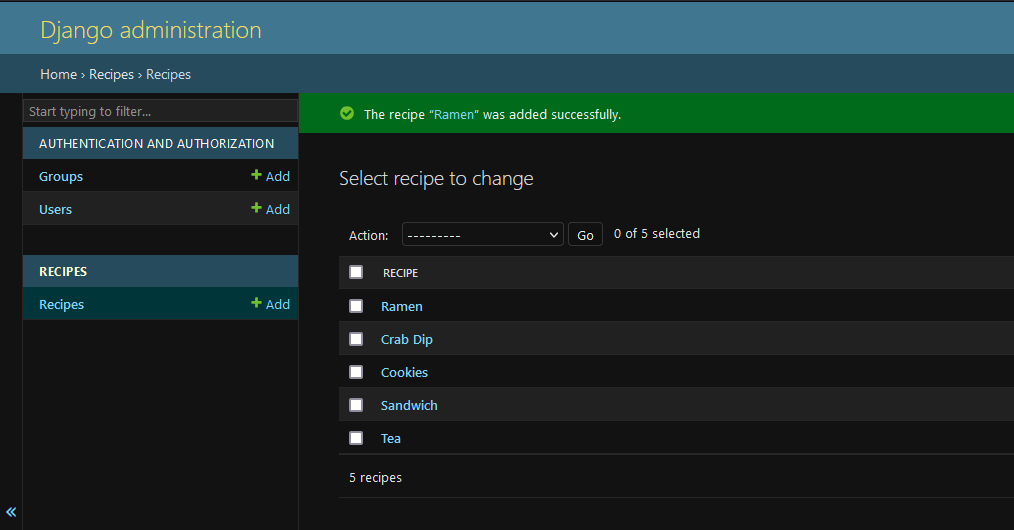 Django administration
Home › Recipes › Recipes
Start typing to filter...
AUTHENTICATION AND AUTHORIZATION
Groups + Add
Users + Add
RECIPES
Recipes + Add
«
The recipe “Ramen” was added successfully.
Select recipe to change
Action: --------- Go 0 of 5 selected
RECIPE
Ramen
Crab Dip
Cookies
Sandwich
Tea
5 recipes